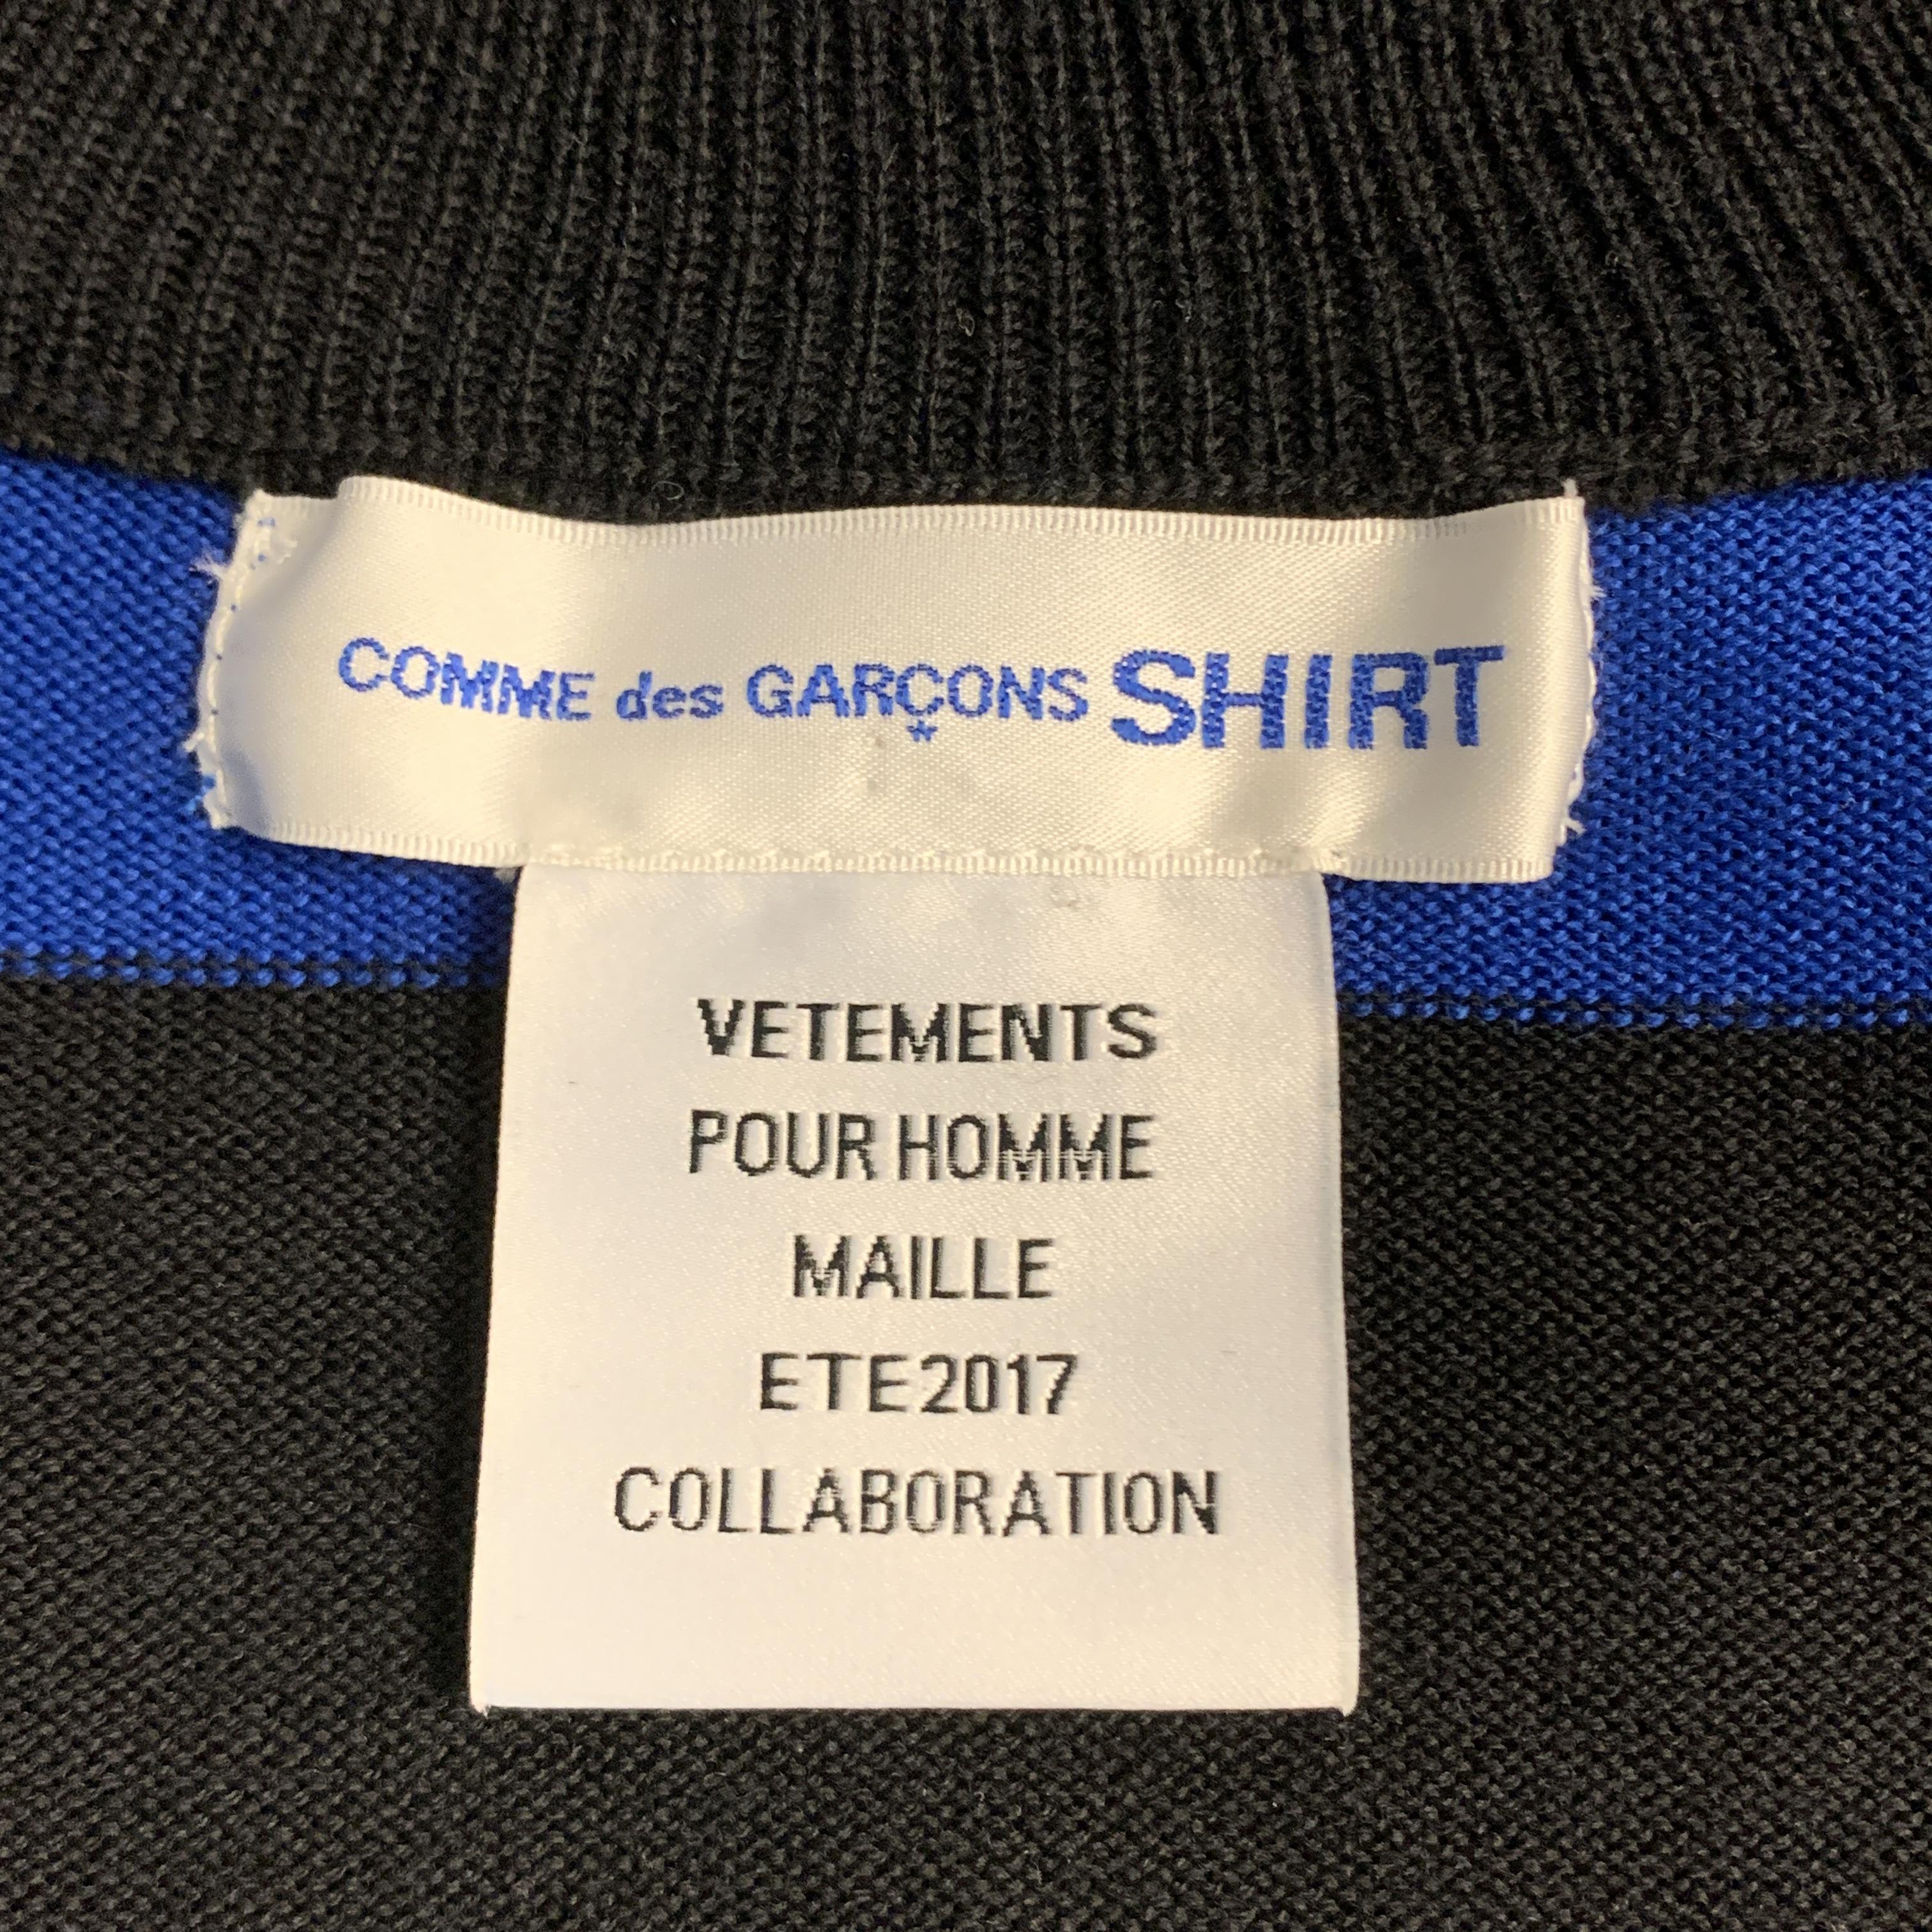 COMME des GARÇONS SHIRT
VETEMENTS
POUR HOMME
MAILLE
ETE2017
COLLABORATION